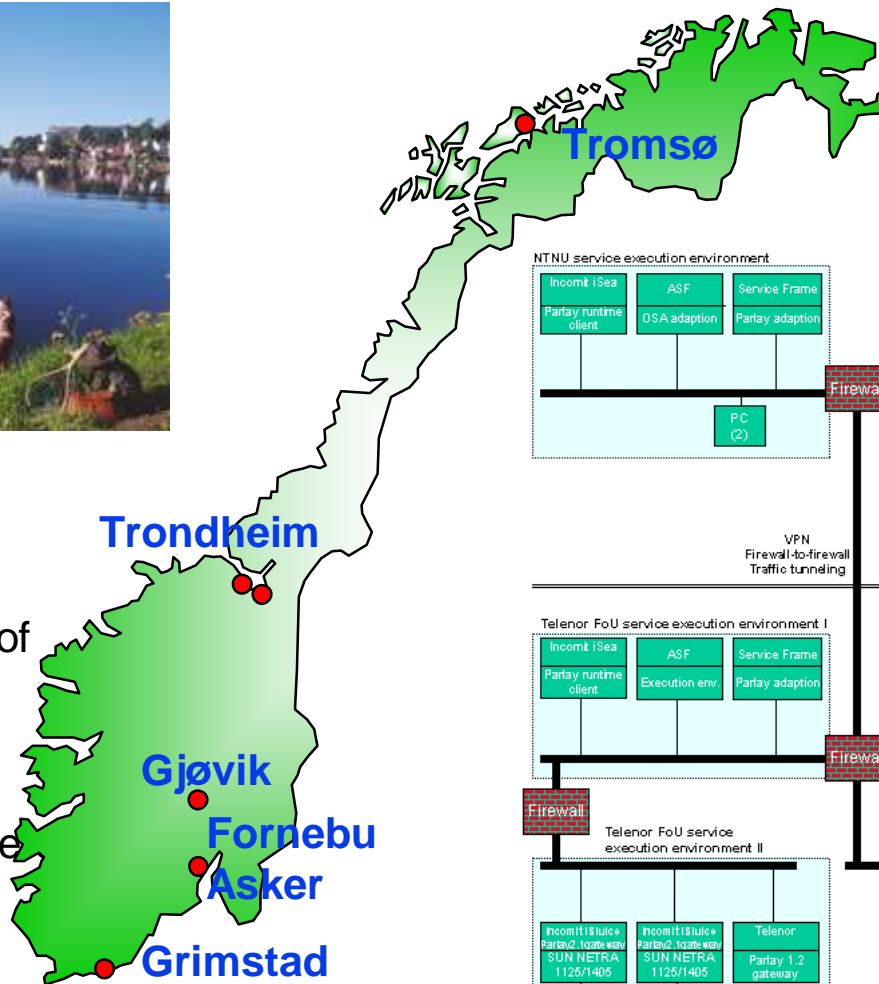 Tromsø
NTNU service execution environment
Incomit iSea
Parlay runtime
client
ASF
OSA adaption
Service Frame
Parlay adaption
Firewa
PC
(2)
Trondheim
VPN
Firewall-to-firewall
Traffic tunneling
of
Telenor FoU service execution environment I
Incomit iSea
Parlay runtime
client
ASF
Execution env.
Service Frame
Parlay adaption
Firewa
Gjøvik
Firewall
e
Fornebu
Asker
Telenor FoU service
execution environment II
Incomit iSluice
Parlay2.1gateway
SUN NETRA
1125/1405
Incomit iSluice
Parlay2.1gateway
SUN NETRA
1125/1405
Telenor
Parlay 1.2
gateway
Grimstad